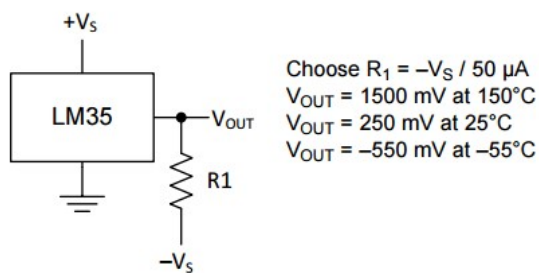 +VS
LM35
VOUT
R1
–VS
Choose R1 = –VS / 50 µA
VOUT = 1500 mV at 150°C
VOUT = 250 mV at 25°C
VOUT = –550 mV at –55°C